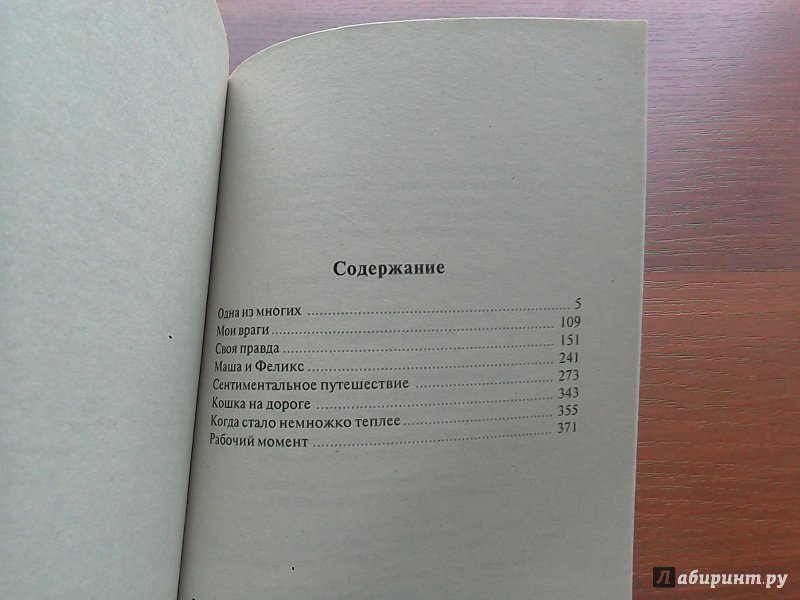 Содержание
Одна из многих 5
Мои враги 109
Своя правда 151
Маша и Феликс 241
Сентиментальное путешествие 273
Кошка на дороге 343
Когда стало немножко теплее 355
Рабочий момент 371
Лабиринт.ру